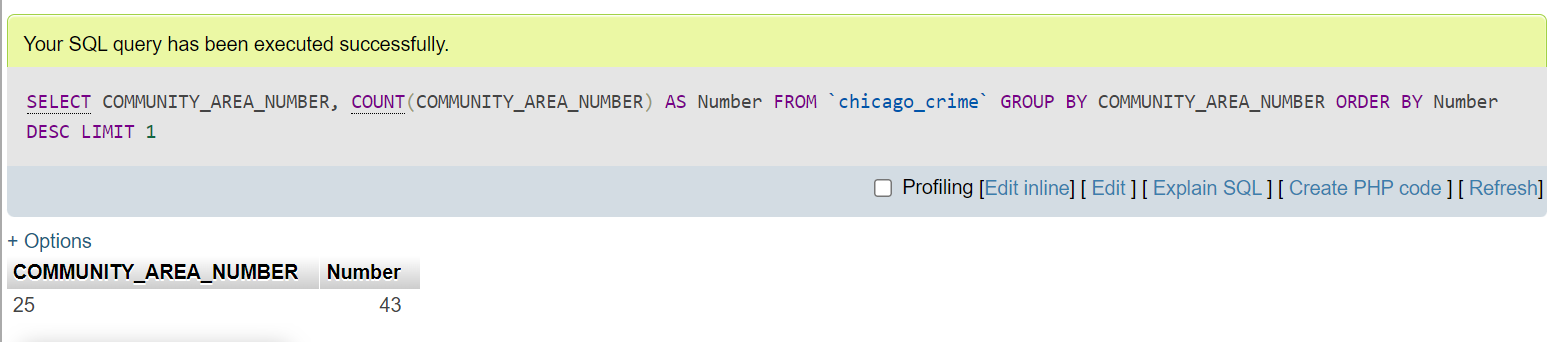 Your SQL query has been executed successfully.
SELECT COMMUNITY_AREA_NUMBER, COUNT(COMMUNITY_AREA_NUMBER) AS Number FROM `chicago_crime` GROUP BY COMMUNITY_AREA_NUMBER ORDER BY Number
DESC LIMIT 1
Profiling [Edit inline] [ Edit ] [ Explain SQL ] [ Create PHP code ] [ Refresh]
+ Options
COMMUNITY_AREA_NUMBER Number
25 43